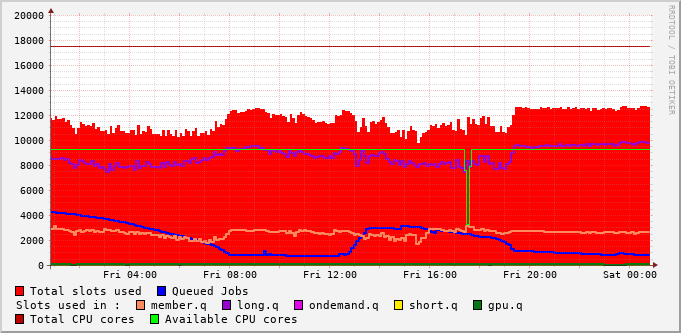 RRDTOOL / TOBI OETIKER
20000
18000
16000
14000
12000
10000
8000
6000
4000
2000
0
Fri 04:00 Fri 08:00 Fri 12:00 Fri 16:00 Fri 20:00 Sat 00:00
Total slots used Queued Jobs
Slots used in : member.q long.q ondemand.q short.q gpu.q
Total CPU cores Available CPU cores